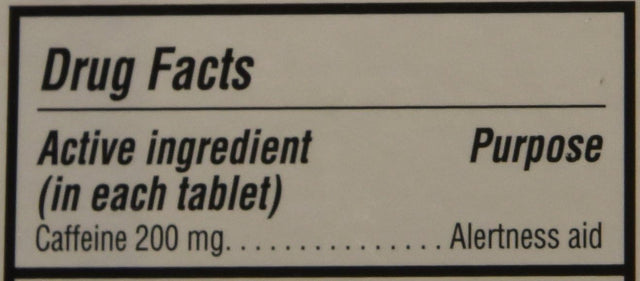 Drug Facts
Active ingredient Purpose
(in each tablet)
Caffeine 200 mg. . . . . . . . . . . . . . . . Alertness aid